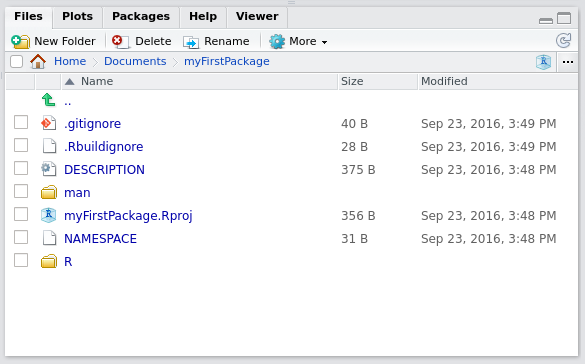 Files Plots Packages Help Viewer
New Folder Delete Rename More
Home Documents myFirstPackage ...
Name Size Modified
..
.gitignore 40 B Sep 23, 2016, 3:49 PM
.Rbuildignore 28 B Sep 23, 2016, 3:49 PM
DESCRIPTION 375 B Sep 23, 2016, 3:48 PM
man
myFirstPackage.Rproj 356 B Sep 23, 2016, 3:48 PM
NAMESPACE 31 B Sep 23, 2016, 3:48 PM
R